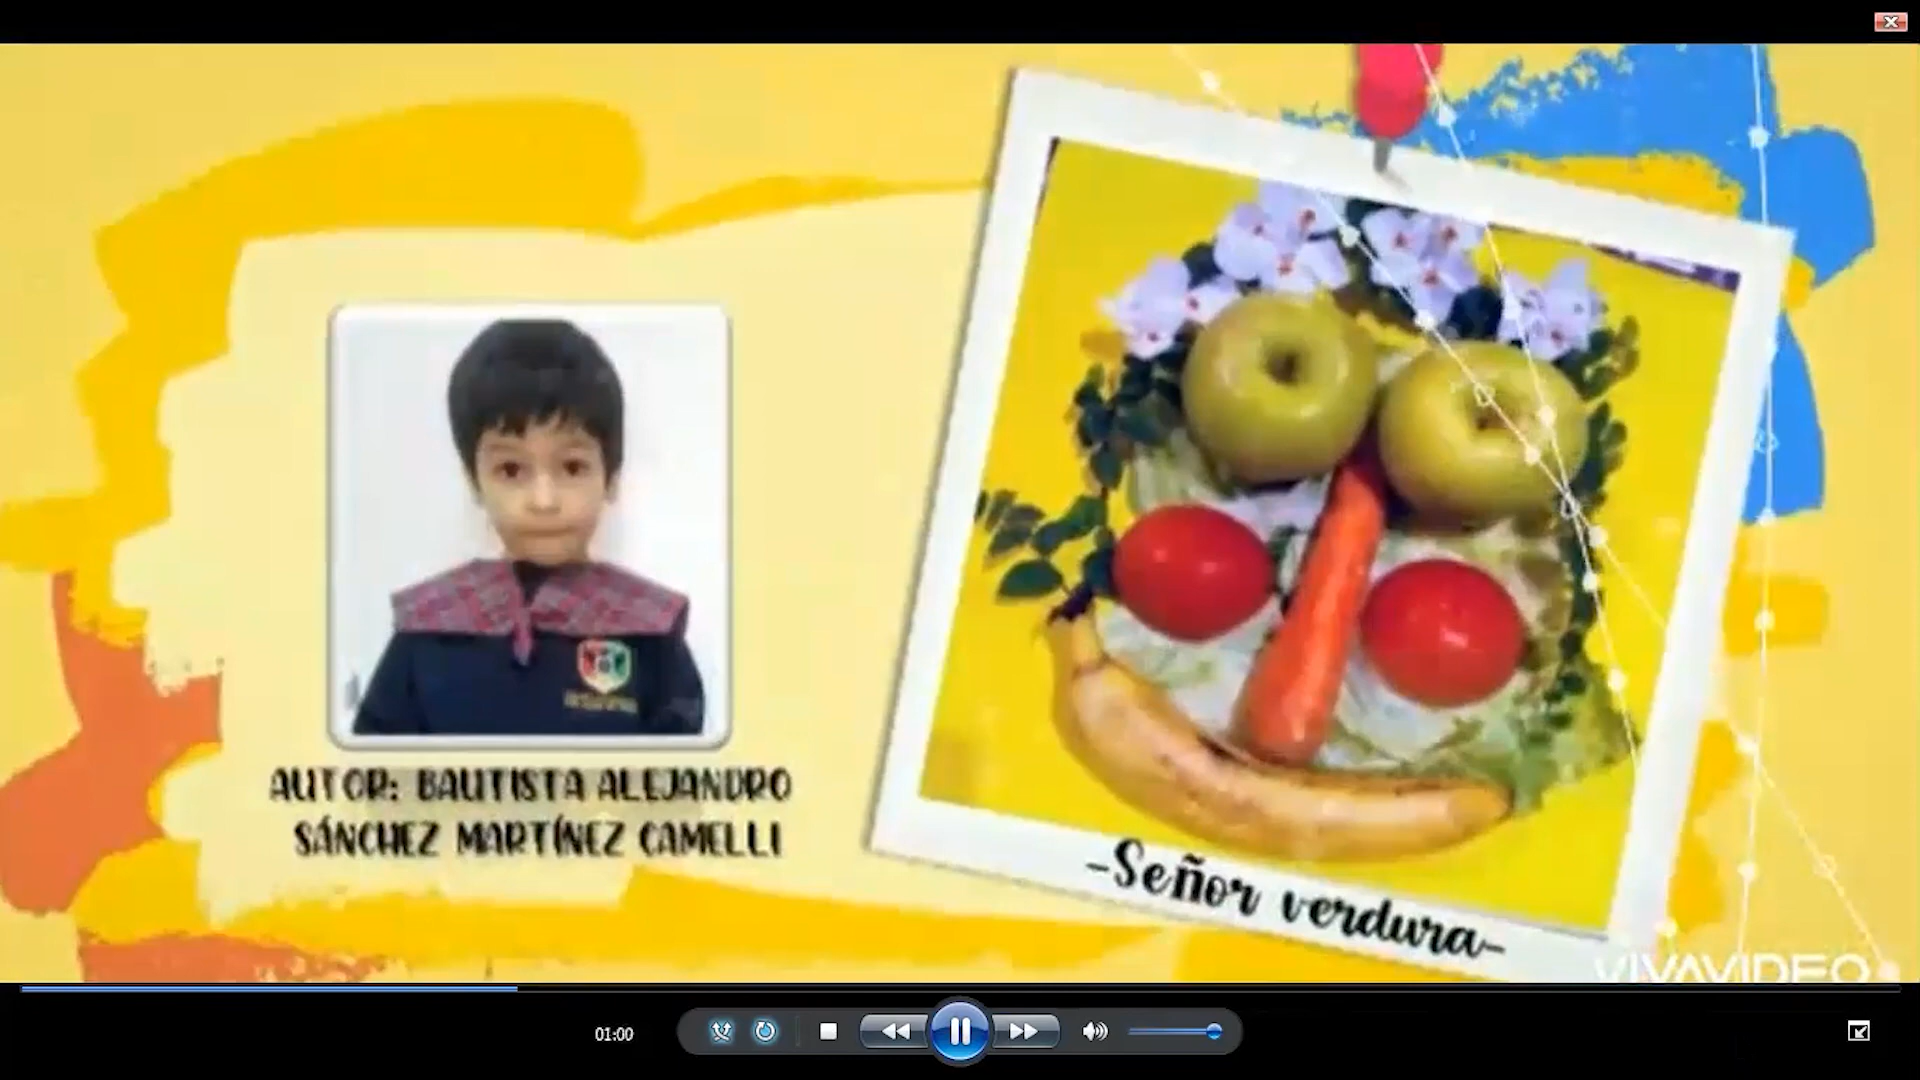 AUTOR: BAUTISTA ALEJANDRO
SÁNCHEZ MARTÍNEZ CAMELLI
-Señor verdura-
VIVAVIDEO
01:00